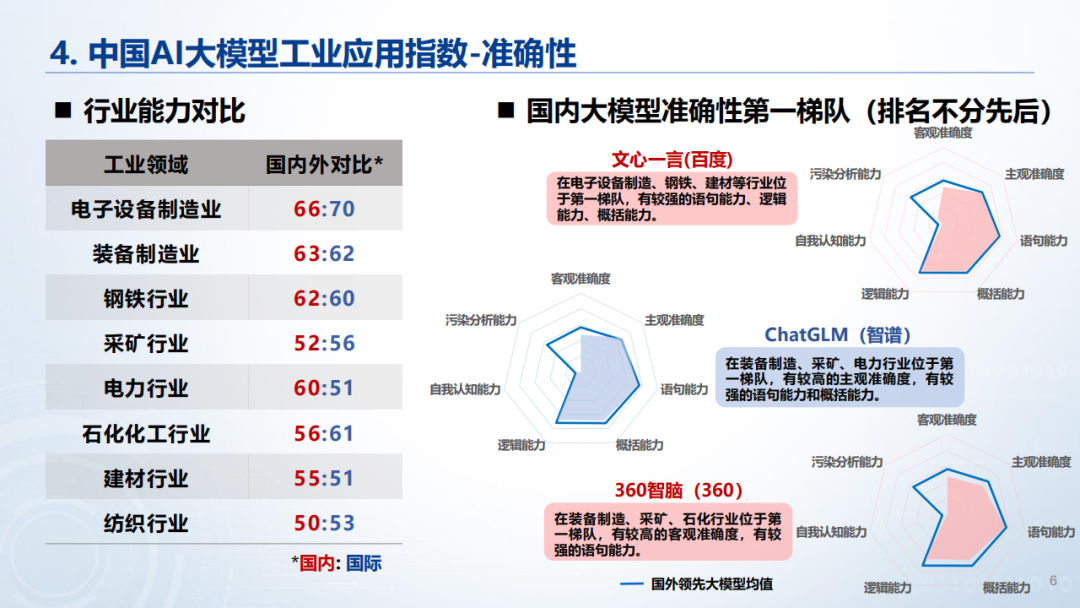 4. 中国AI大模型工业应用指数-准确性
■ 行业能力对比
工业领域 国内外对比*
电子设备制造业 66:70
装备制造业 63:62
钢铁行业 62:60
采矿行业 52:56
电力行业 60:51
石化化工行业 56:61
建材行业 55:51
纺织行业 50:53
*国内: 国际
■ 国内大模型准确性第一梯队（排名不分先后）
文心一言(百度)
在电子设备制造、钢铁、建材等行业位
于第一梯队，有较强的语句能力、逻辑
能力、概括能力。
客观准确度
主观准确度
语句能力
概括能力
逻辑能力
自我认知能力
污染分析能力
客观准确度
主观准确度
语句能力
概括能力
逻辑能力
自我认知能力
污染分析能力
ChatGLM（智谱）
在装备制造、采矿、电力行业位于第
一梯队，有较高的主观准确度，有较
强的语句能力和概括能力。
360智脑（360）
在装备制造、采矿、石化行业位于第
一梯队，有较高的客观准确度，有较
强的语句能力。
客观准确度
主观准确度
语句能力
概括能力
逻辑能力
自我认知能力
污染分析能力
国外领先大模型均值
6